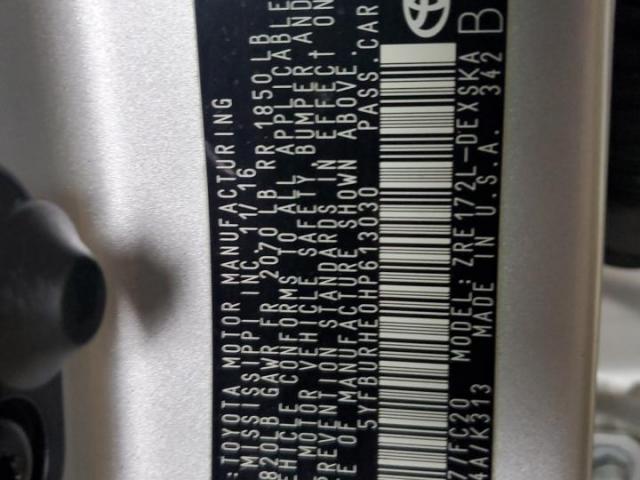 :TOYOTA MOTOR MANUFACTURING
MISSISSIPPI INC. 11/16
820LB GAWR FR 2070 LB RR 1850 LB
EHICLE CONFORMS TO ALL APPLICABLE
MOTOR VEHICLE SAFETY BUMPER AND
PREVENTION STANDARDS IN EFFECT ON
TE OF MANUFACTURE SHOWN ABOVE
5YFBURHE0HP613030 PASS.CAR
7/FC20 MODEL: ZRE172L-DEXSKA
4A/K313 MADE IN U.S.A. 342
B